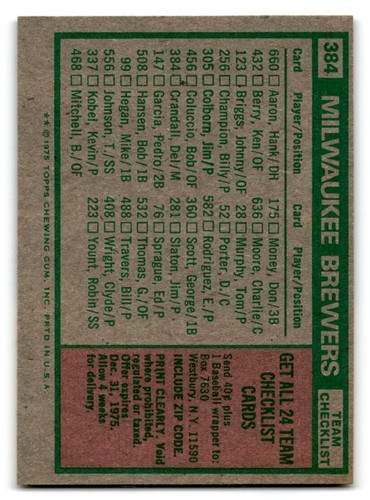 384 MILWAUKEE BREWERS TEAM CHECKLIST
Card Player/Position
○ 660 Aaron, Hank/DH
○ 432 Berry, Ken/OF
○ 123 Briggs, Johnny/OF
○ 256 Champion, Billy/P
○ 305 Colborn, Jim/P
○ 456 Coluccio, Bob/OF
○ 384 Crandall, Del/M
○ 147 Garcia, Pedro/2B
○ 508 Hansen, Bob/1B
○ 99 Hegan, Mike/1B
○ 556 Johnson, T./SS
○ 337 Kobel, Kevin/P
○ 468 Mitchell, B./OF
Card Player/Position
○ 175 Money, Don/3B
○ 636 Moore, Charlie/C
○ 28 Murphy, Tom/P
○ 52 Porter, D./C
○ 582 Rodriguez, E./P
○ 360 Scott, George/1B
○ 281 Slaton, Jim/P
○ 76 Sprague, Ed/P
○ 532 Thomas, G./OF
○ 488 Travers, Bill/P
○ 408 Wright, Clyde/P
○ 223 Yount, Robin/SS
GET ALL 24 TEAM
CHECKLIST
CARDS
Send 40¢ plus
1 Baseball wrapper to:
Box 7630
Westbury, N.Y. 11590
INCLUDE ZIP CODE.
PRINT CLEARLY. Void
where prohibited.
Offer expires
Dec. 31, 1975.
Allow 4 weeks
for delivery.
★★ © 1975 TOPPS CHEWING GUM, INC. PRTD. IN U.S.A.